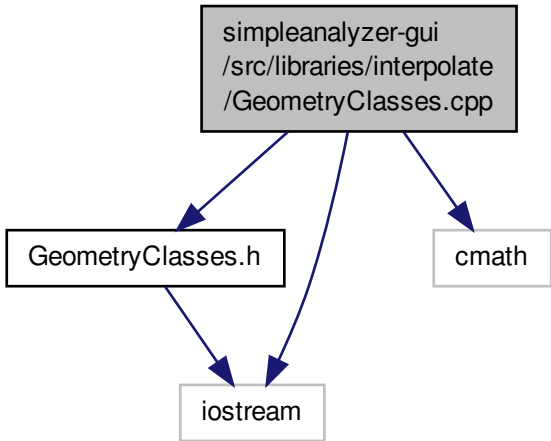 simpleanalyzer-gui
/src/libraries/interpolate
/GeometryClasses.cpp
GeometryClasses.h
cmath
iostream